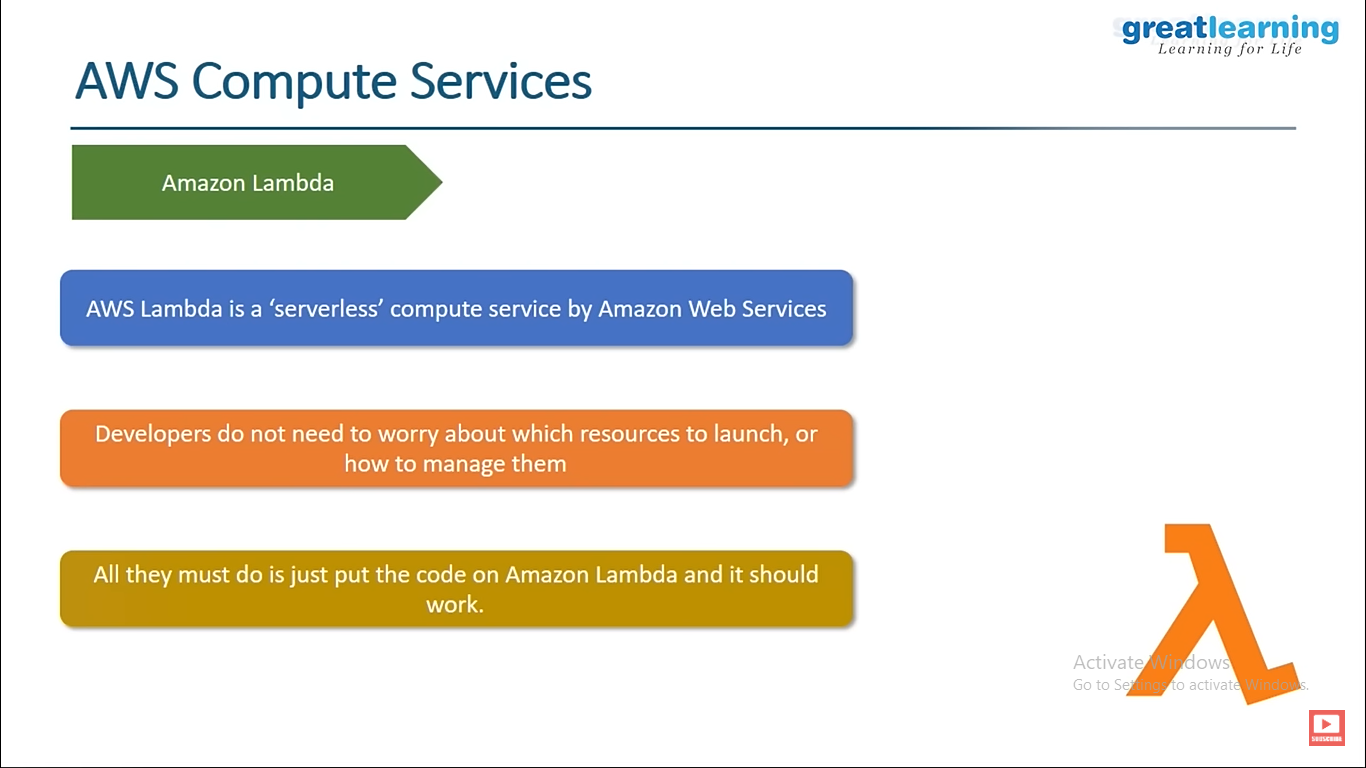 greatlearning
Learning for Life
AWS Compute Services
Amazon Lambda
AWS Lambda is a ‘serverless’ compute service by Amazon Web Services
Developers do not need to worry about which resources to launch, or
how to manage them
All they must do is just put the code on Amazon Lambda and it should
work.
Activate Windows
Go to Settings to activate Windows.
SUBSCRIBE